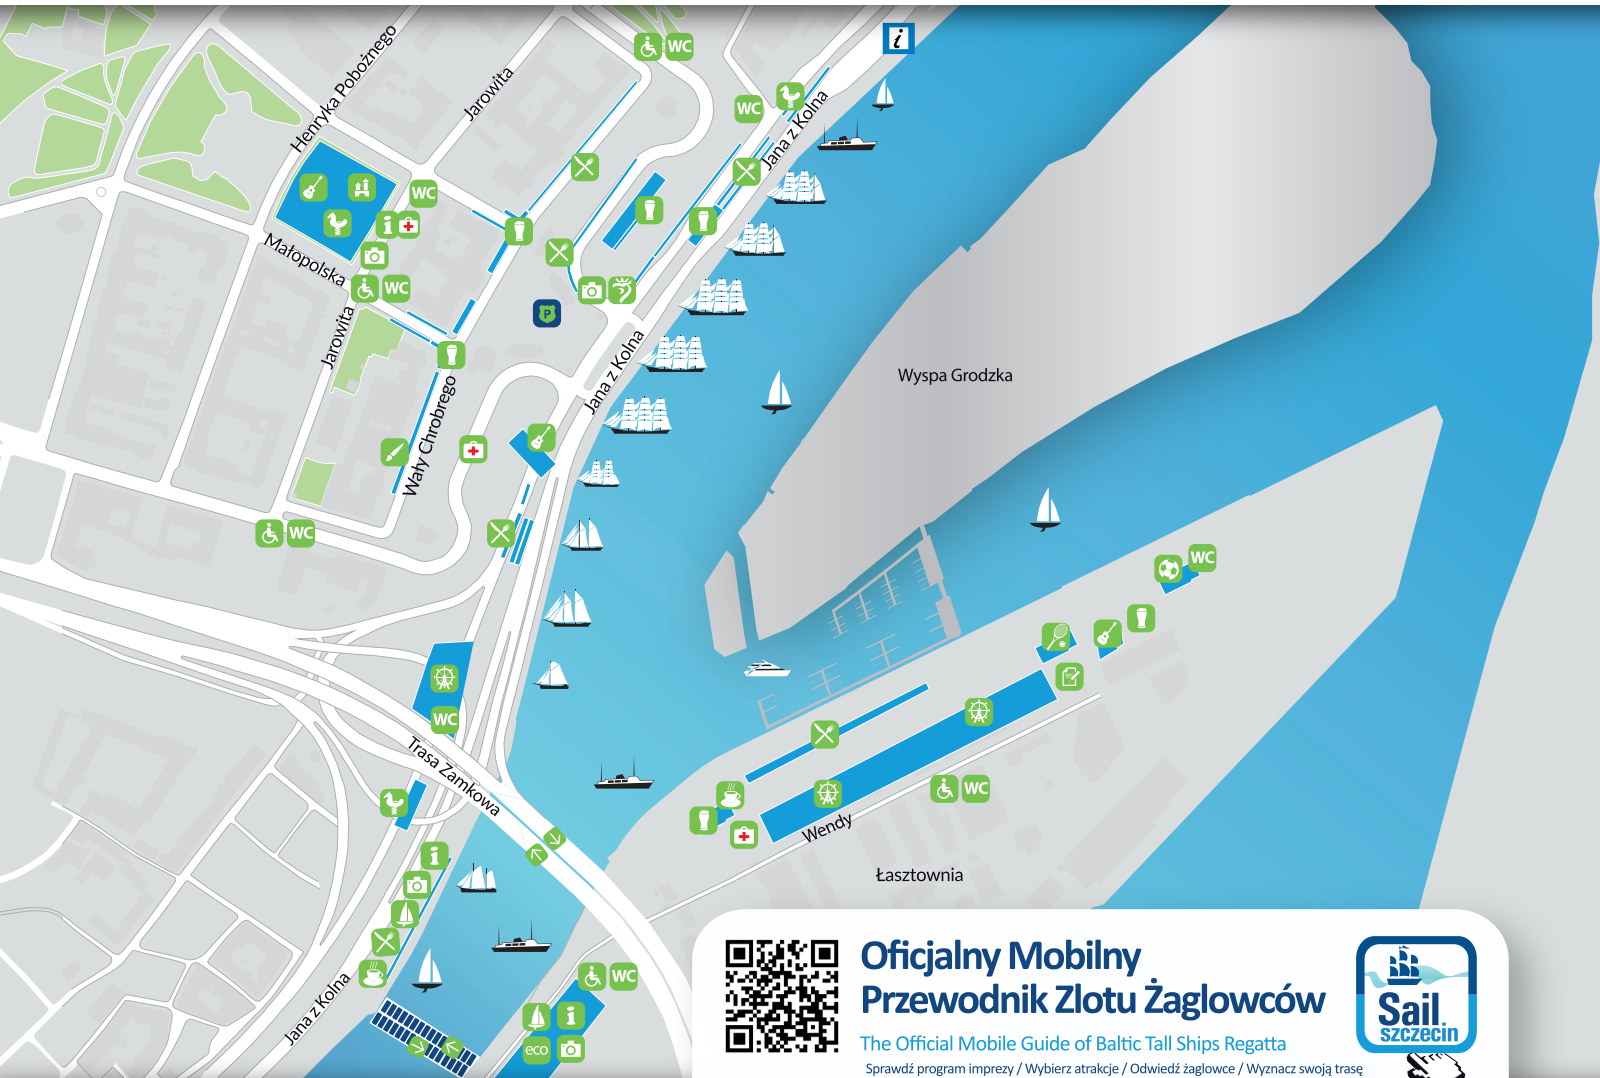 Henryka Pobożnego
Jarowita
WC
i
WC
Jana z Kolna
WC
i
Małopolska
WC
P
Jarowita
Jana z Kolna
Wały Chrobrego
WC
Wyspa Grodzka
WC
WC
Trasa Zamkowa
WC
Wendy
Łasztownia
i
Jana z Kolna
WC
i
eco
Oficjalny Mobilny
Przewodnik Zlotu Żaglowców
The Official Mobile Guide of Baltic Tall Ships Regatta
Sprawdź program imprezy / Wybierz atrakcje / Odwiedź żaglowce / Wyznacz swoją trasę
Sail
szczecin